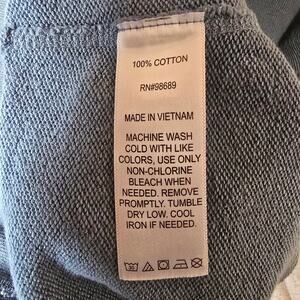 100% COTTON
RN#98689
MADE IN VIETNAM
MACHINE WASH
COLD WITH LIKE
COLORS, USE ONLY
NON-CHLORINE
BLEACH WHEN
NEEDED. REMOVE
PROMPTLY. TUMBLE
DRY LOW. COOL
IRON IF NEEDED.